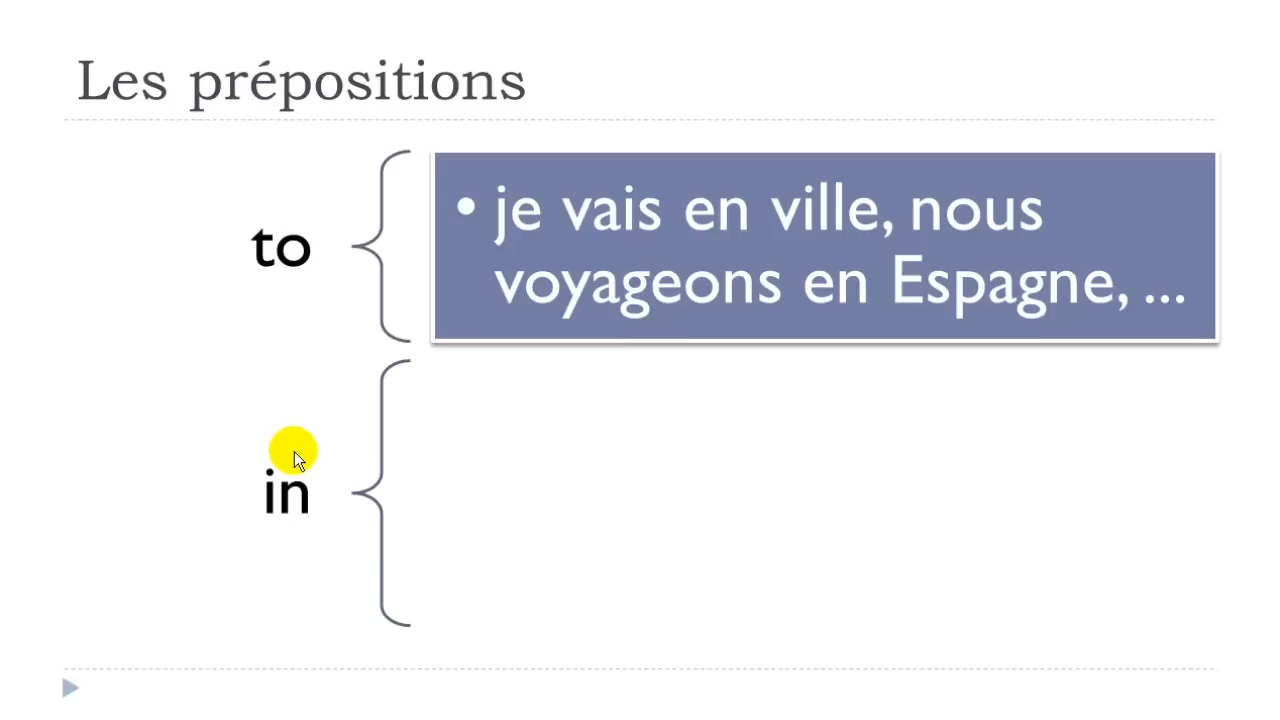 Les prépositions
to
• je vais en ville, nous
voyageons en Espagne, ...
in